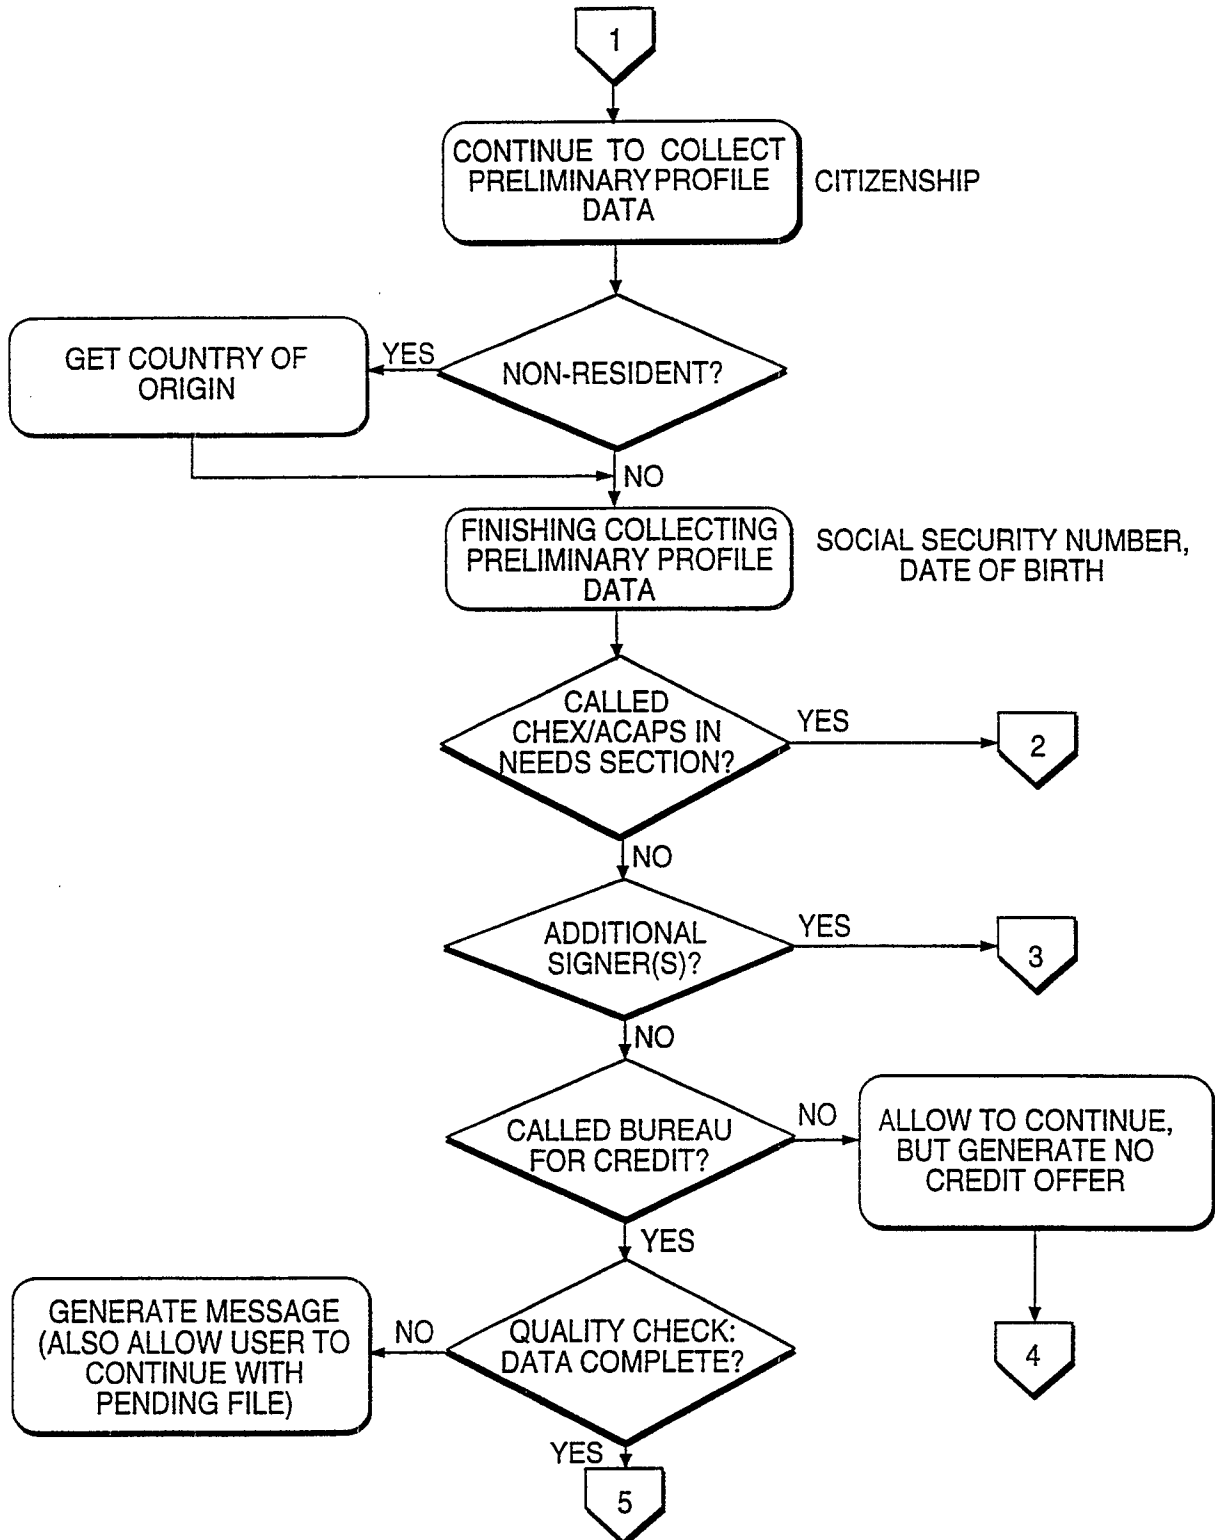 1
CONTINUE TO COLLECT
PRELIMINARY PROFILE
DATA
CITIZENSHIP
GET COUNTRY OF
ORIGIN
YES
NON-RESIDENT?
NO
FINISHING COLLECTING
PRELIMINARY PROFILE
DATA
SOCIAL SECURITY NUMBER,
DATE OF BIRTH
CALLED
CHEX/ACAPS IN
NEEDS SECTION?
YES
2
NO
ADDITIONAL
SIGNER(S)?
YES
3
NO
CALLED BUREAU
FOR CREDIT?
NO
ALLOW TO CONTINUE,
BUT GENERATE NO
CREDIT OFFER
YES
4
GENERATE MESSAGE
(ALSO ALLOW USER TO
CONTINUE WITH
PENDING FILE)
NO
QUALITY CHECK:
DATA COMPLETE?
YES
5